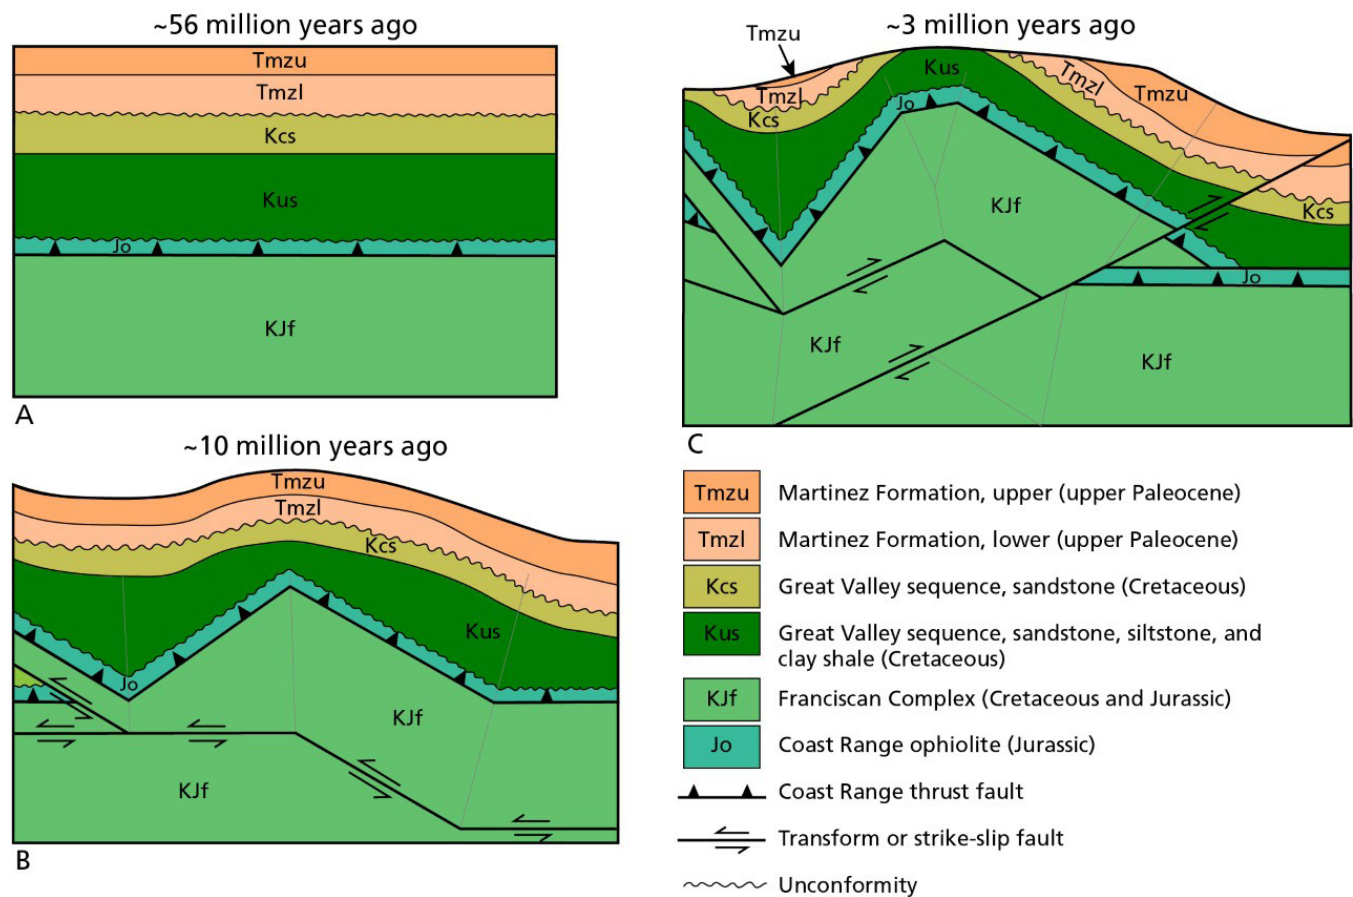 ~56 million years ago
Tmzu
Tmzl
Kcs
Kus
Jo
KJf
A
~3 million years ago
Tmzu
Kus
Tmzl
Tmzl
Tmzu
Jo
Kcs
KJf
Kcs
Jo
KJf
KJf
C
~10 million years ago
Tmzu
Tmzl
Kcs
Kus
Jo
KJf
KJf
B
Tmzu Martinez Formation, upper (upper Paleocene)
Tmzl Martinez Formation, lower (upper Paleocene)
Kcs Great Valley sequence, sandstone (Cretaceous)
Kus Great Valley sequence, sandstone, siltstone, and
clay shale (Cretaceous)
KJf Franciscan Complex (Cretaceous and Jurassic)
Jo Coast Range ophiolite (Jurassic)
Coast Range thrust fault
Transform or strike-slip fault
Unconformity